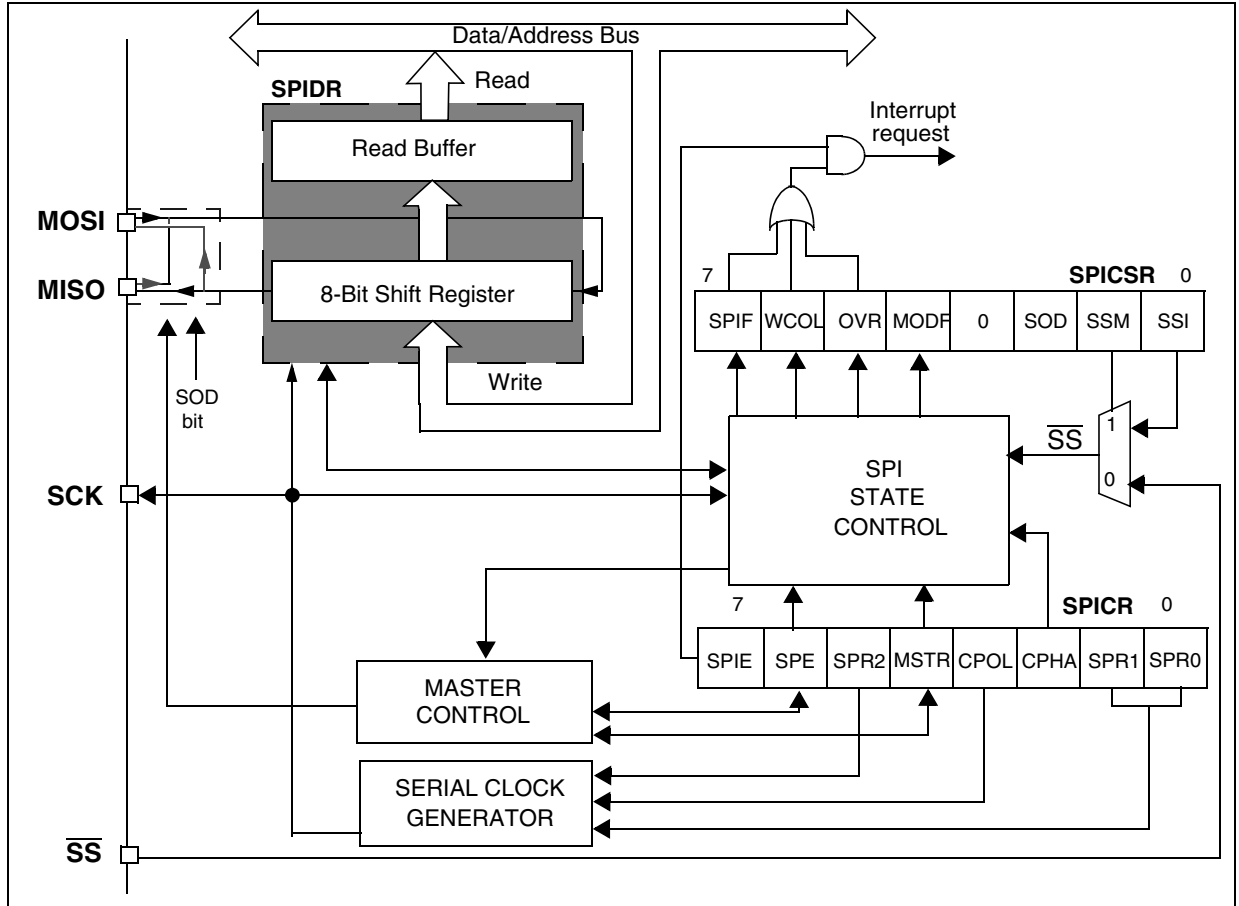 Data/Address Bus
SPIDR
Read
Read Buffer
Interrupt
request
MOSI
MISO
8-Bit Shift Register
7 SPICSR 0
SPIF WCOL OVR MODF 0 SOD SSM SSI
Write
SOD
bit
1
SS
0
SCK
SPI
STATE
CONTROL
7 SPICR 0
SPIE SPE SPR2 MSTR CPOL CPHA SPR1 SPR0
MASTER
CONTROL
SERIAL CLOCK
GENERATOR
SS